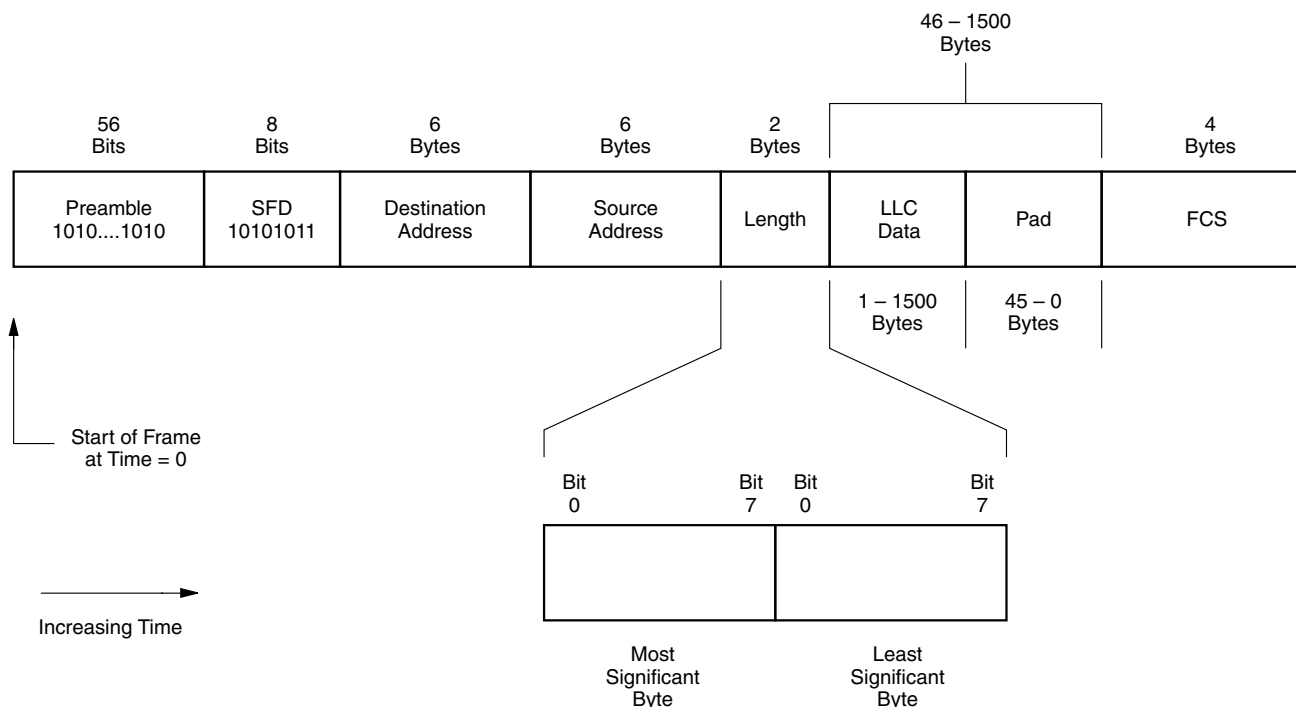 46 – 1500
Bytes
56
Bits
8
Bits
6
Bytes
6
Bytes
2
Bytes
4
Bytes
Preamble
1010....1010
SFD
10101011
Destination
Address
Source
Address
Length
LLC
Data
Pad
FCS
1 – 1500
Bytes
45 – 0
Bytes
Start of Frame
at Time = 0
Bit
0
Bit
7
Bit
0
Bit
7
Increasing Time
Most
Significant
Byte
Least
Significant
Byte